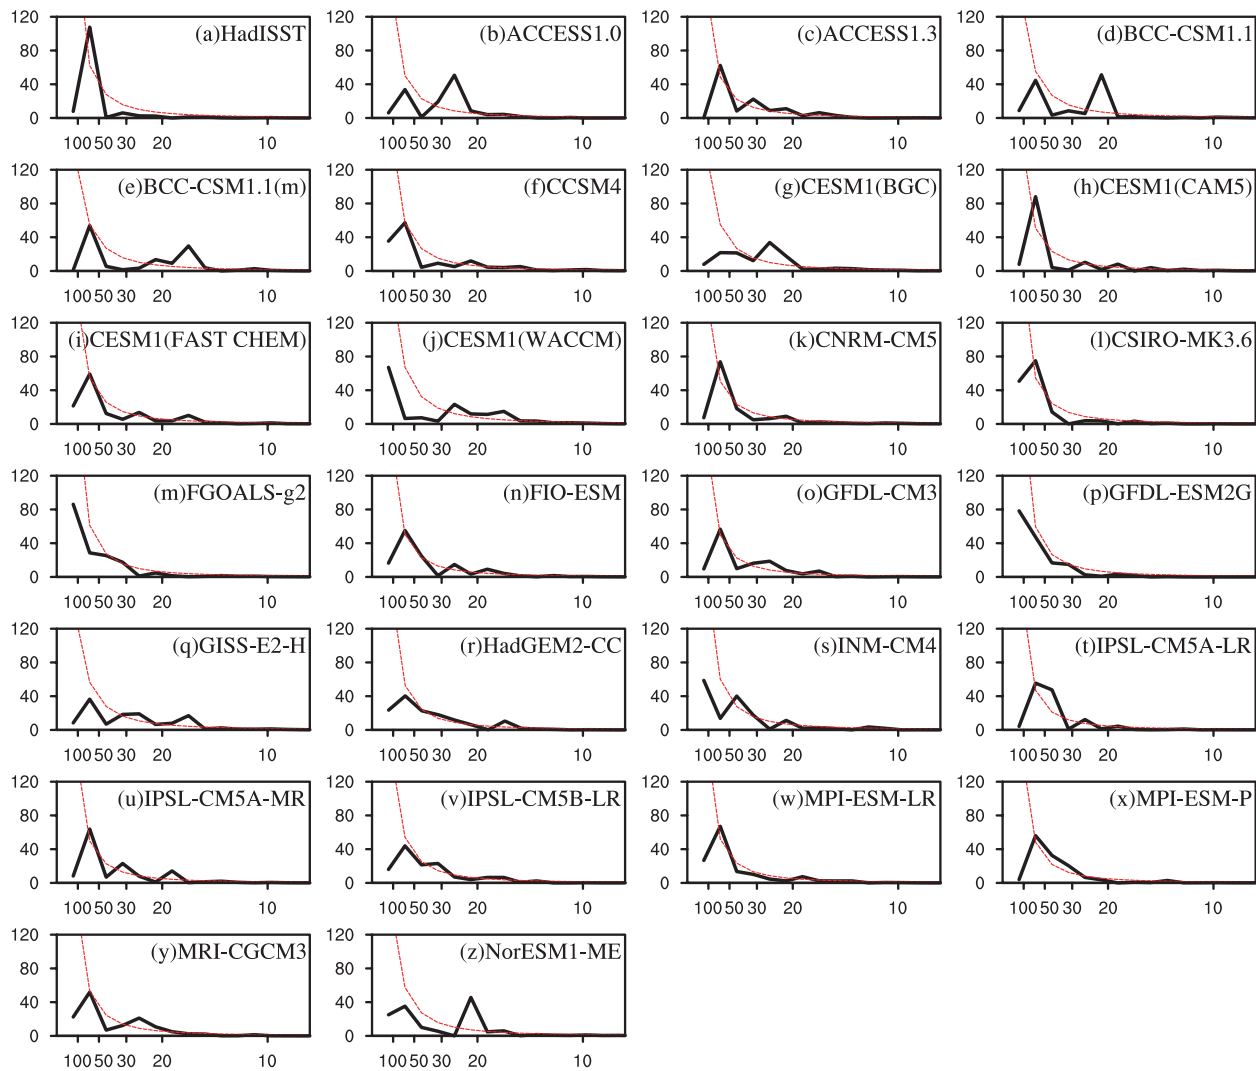 120 (a)HadISST 120 (b)ACCESS1.0 120 (c)ACCESS1.3 120 (d)BCC-CSM1.1
80 80 80 80
40 40 40 40
0 0 0 0
100 50 30 20 10 100 50 30 20 10 100 50 30 20 10 100 50 30 20 10
120 (e)BCC-CSM1.1(m) 120 (f)CCSM4 120 (g)CESM1(BGC) 120 (h)CESM1(CAM5)
80 80 80 80
40 40 40 40
0 0 0 0
100 50 30 20 10 100 50 30 20 10 100 50 30 20 10 100 50 30 20 10
120 (i)CESM1(FAST CHEM) 120 (j)CESM1(WACCM) 120 (k)CNRM-CM5 120 (l)CSIRO-MK3.6
80 80 80 80
40 40 40 40
0 0 0 0
100 50 30 20 10 100 50 30 20 10 100 50 30 20 10 100 50 30 20 10
120 (m)FGOALS-g2 120 (n)FIO-ESM 120 (o)GFDL-CM3 120 (p)GFDL-ESM2G
80 80 80 80
40 40 40 40
0 0 0 0
100 50 30 20 10 100 50 30 20 10 100 50 30 20 10 100 50 30 20 10
120 (q)GISS-E2-H 120 (r)HadGEM2-CC 120 (s)INM-CM4 120 (t)IPSL-CM5A-LR
80 80 80 80
40 40 40 40
0 0 0 0
100 50 30 20 10 100 50 30 20 10 100 50 30 20 10 100 50 30 20 10
120 (u)IPSL-CM5A-MR 120 (v)IPSL-CM5B-LR 120 (w)MPI-ESM-LR 120 (x)MPI-ESM-P
80 80 80 80
40 40 40 40
0 0 0 0
100 50 30 20 10 100 50 30 20 10 100 50 30 20 10 100 50 30 20 10
120 (y)MRI-CGCM3 120 (z)NorESM1-ME
80 80
40 40
0 0
100 50 30 20 10 100 50 30 20 10